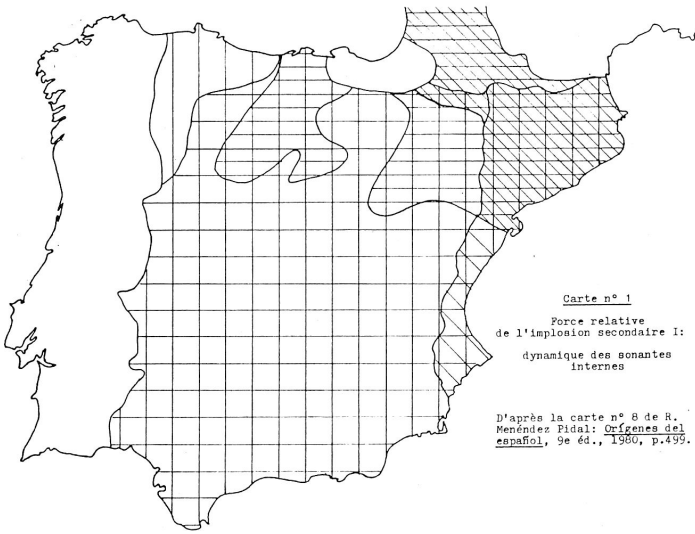 Carte n° 1
Force relative
de l'implosion secondaire I:
dynamique des sonantes
internes
D'après la carte n° 8 de R.
Menéndez Pidal: Orígenes del
español, 9e éd., 1980, p.499.